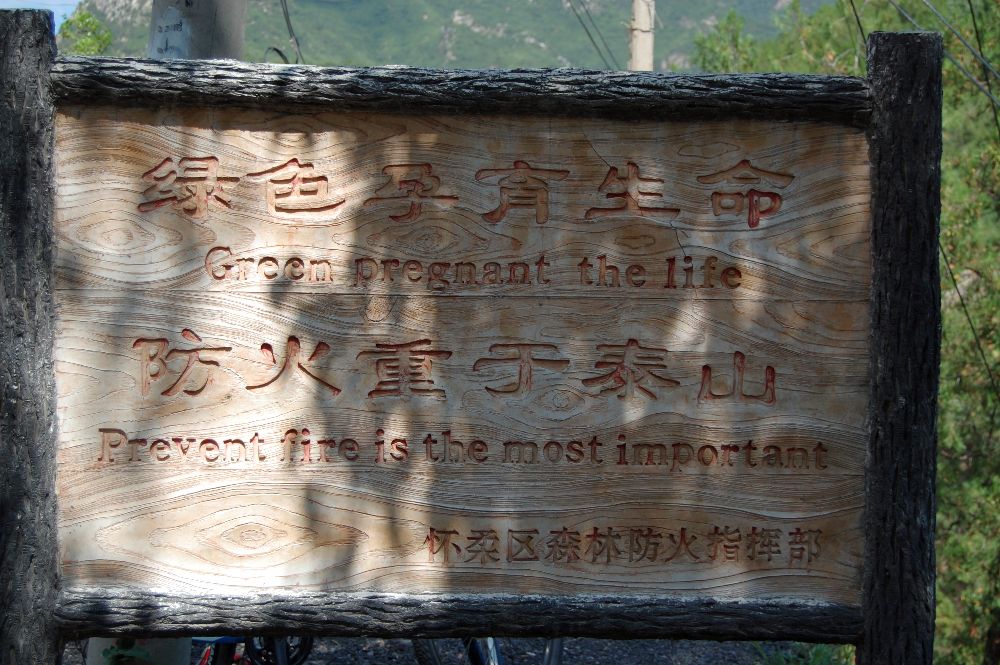 绿色孕育生命
Green pregnant the life
防火重于泰山
Prevent fire is the most important
怀柔区森林防火指挥部